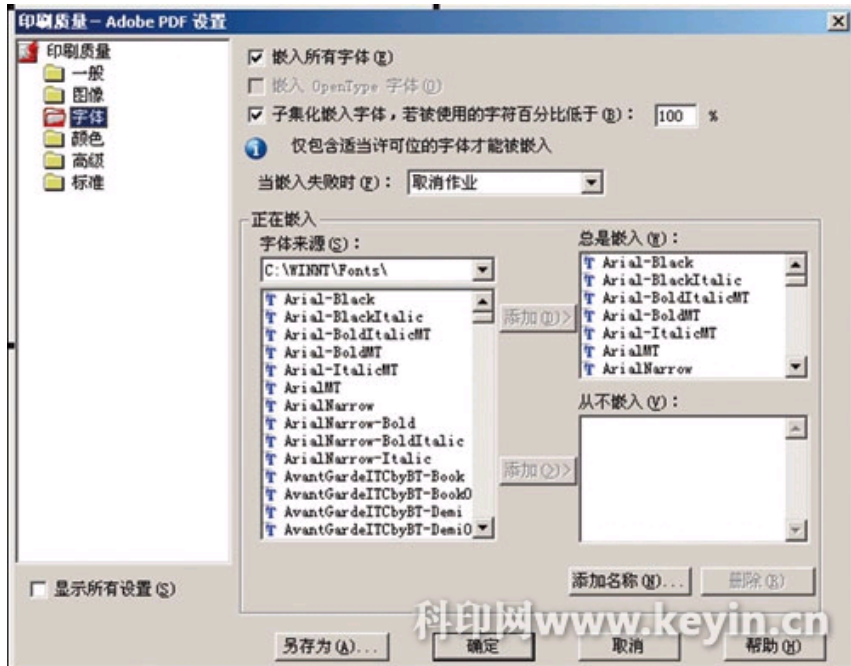 印刷质量 - Adobe PDF 设置
印刷质量
一般
图像
字体
颜色
高级
标准
显示所有设置(S)
嵌入所有字体(E)
嵌入 OpenType 字体(O)
子集化嵌入字体，若被使用的字符百分比低于(B)： 100 %
仅包含适当许可位的字体才能被嵌入
当嵌入失败时(F)： 取消作业
正在嵌入
字体来源(S)：
C:\WINNT\Fonts\
Arial-Black
Arial-BlackItalic
Arial-BoldItalicMT
Arial-BoldMT
Arial-ItalicMT
ArialMT
ArialNarrow
ArialNarrow-Bold
ArialNarrow-BoldItalic
ArialNarrow-Italic
AvantGardeITCbyBT-Book
AvantGardeITCbyBT-BookO
AvantGardeITCbyBT-Demi
AvantGardeITCbyBT-DemiO
添加(D)>
添加(2)>
总是嵌入(W)：
Arial-Black
Arial-BlackItalic
Arial-BoldItalicMT
Arial-BoldMT
Arial-ItalicMT
ArialMT
ArialNarrow
从不嵌入(V)：
添加名称(N)... 删除(R)
科印网www.keyin.cn
另存为(A)... 确定 取消 帮助(H)